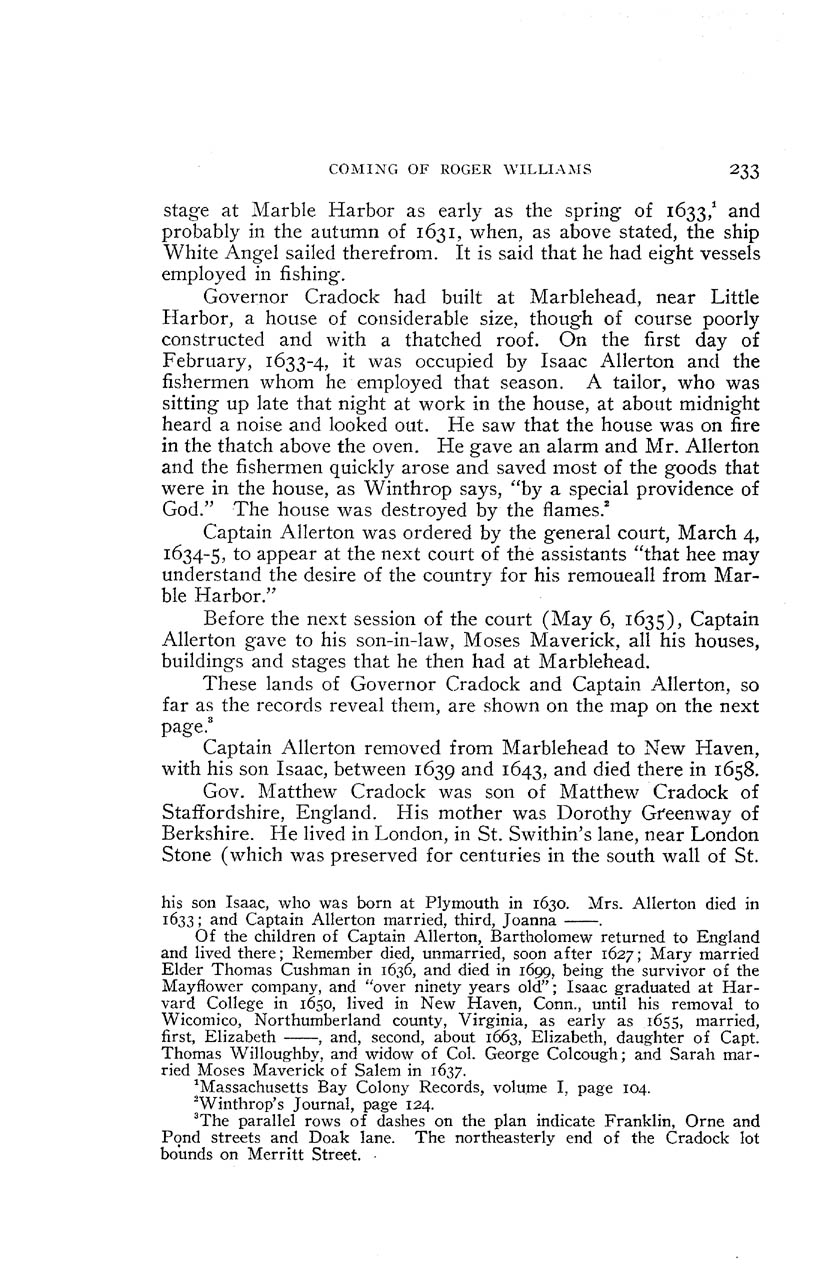 COMING OF ROGER WILLIAMS 233
stage at Marble Harbor as early as the spring of 1633,¹ and
probably in the autumn of 1631, when, as above stated, the ship
White Angel sailed therefrom. It is said that he had eight vessels
employed in fishing.
Governor Cradock had built at Marblehead, near Little
Harbor, a house of considerable size, though of course poorly
constructed and with a thatched roof. On the first day of
February, 1633-4, it was occupied by Isaac Allerton and the
fishermen whom he employed that season. A tailor, who was
sitting up late that night at work in the house, at about midnight
heard a noise and looked out. He saw that the house was on fire
in the thatch above the oven. He gave an alarm and Mr. Allerton
and the fishermen quickly arose and saved most of the goods that
were in the house, as Winthrop says, “by a special providence of
God.” The house was destroyed by the flames.²
Captain Allerton was ordered by the general court, March 4,
1634-5, to appear at the next court of the assistants “that hee may
understand the desire of the country for his remoueall from Mar-
ble Harbor.”
Before the next session of the court (May 6, 1635), Captain
Allerton gave to his son-in-law, Moses Maverick, all his houses,
buildings and stages that he then had at Marblehead.
These lands of Governor Cradock and Captain Allerton, so
far as the records reveal them, are shown on the map on the next
page.³
Captain Allerton removed from Marblehead to New Haven,
with his son Isaac, between 1639 and 1643, and died there in 1658.
Gov. Matthew Cradock was son of Matthew Cradock of
Staffordshire, England. His mother was Dorothy Greenway of
Berkshire. He lived in London, in St. Swithin's lane, near London
Stone (which was preserved for centuries in the south wall of St.
his son Isaac, who was born at Plymouth in 1630. Mrs. Allerton died in
1633; and Captain Allerton married, third, Joanna ——.
Of the children of Captain Allerton, Bartholomew returned to England
and lived there; Remember died, unmarried, soon after 1627; Mary married
Elder Thomas Cushman in 1636, and died in 1699, being the survivor of the
Mayflower company, and “over ninety years old”; Isaac graduated at Har-
vard College in 1650, lived in New Haven, Conn., until his removal to
Wicomico, Northumberland county, Virginia, as early as 1655, married,
first, Elizabeth ——, and, second, about 1663, Elizabeth, daughter of Capt.
Thomas Willoughby, and widow of Col. George Colcough; and Sarah mar-
ried Moses Maverick of Salem in 1637.
¹Massachusetts Bay Colony Records, volume I, page 104.
²Winthrop's Journal, page 124.
³The parallel rows of dashes on the plan indicate Franklin, Orne and
Pond streets and Doak lane. The northeasterly end of the Cradock lot
bounds on Merritt Street.